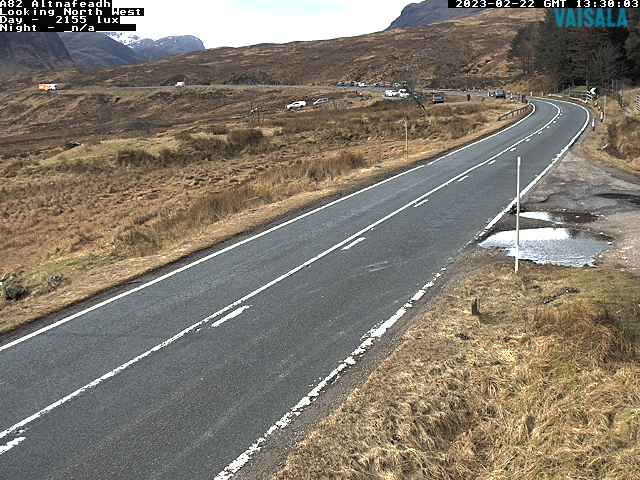 A82 Altnafeadh
Looking North West
Day - 2155 lux
Night - n/a
2023-02-22 GMT 13:30:03
VAISALA